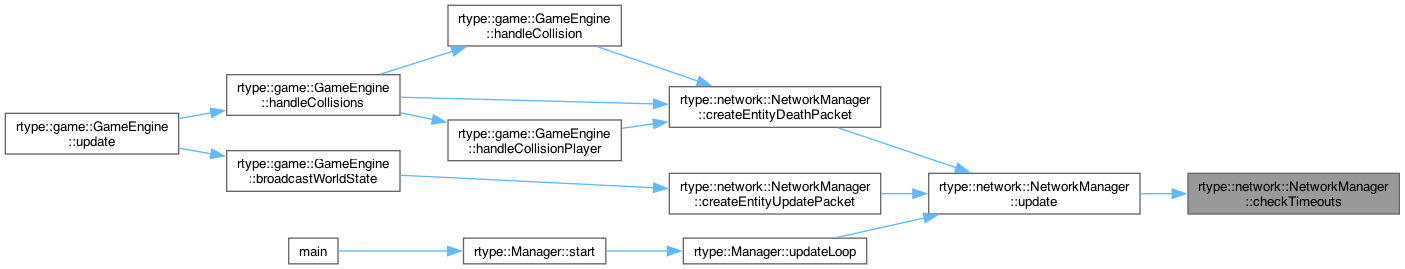 rtype::game::GameEngine
::handleCollision
rtype::game::GameEngine
::handleCollisions
rtype::network::NetworkManager
::createEntityDeathPacket
rtype::game::GameEngine
::update
rtype::game::GameEngine
::handleCollisionPlayer
rtype::game::GameEngine
::broadcastWorldState
rtype::network::NetworkManager
::createEntityUpdatePacket
rtype::network::NetworkManager
::update
rtype::network::NetworkManager
::checkTimeouts
main
rtype::Manager::start
rtype::Manager::updateLoop